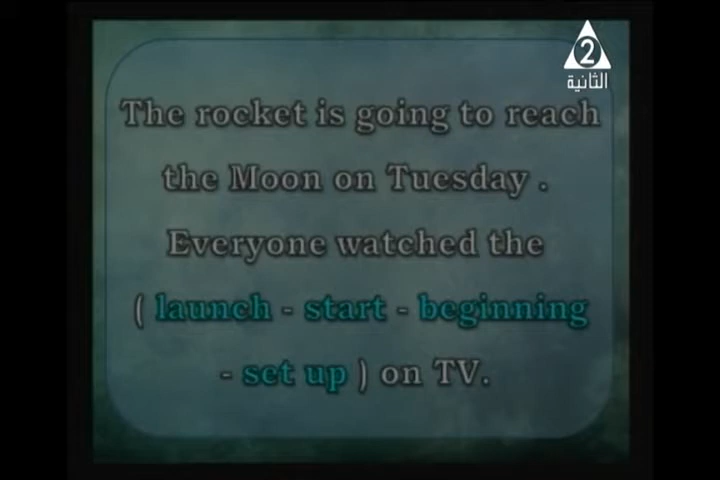 2
الثانية
The rocket is going to reach
the Moon on Tuesday .
Everyone watched the
( launch - start - beginning
- set up ) on TV.